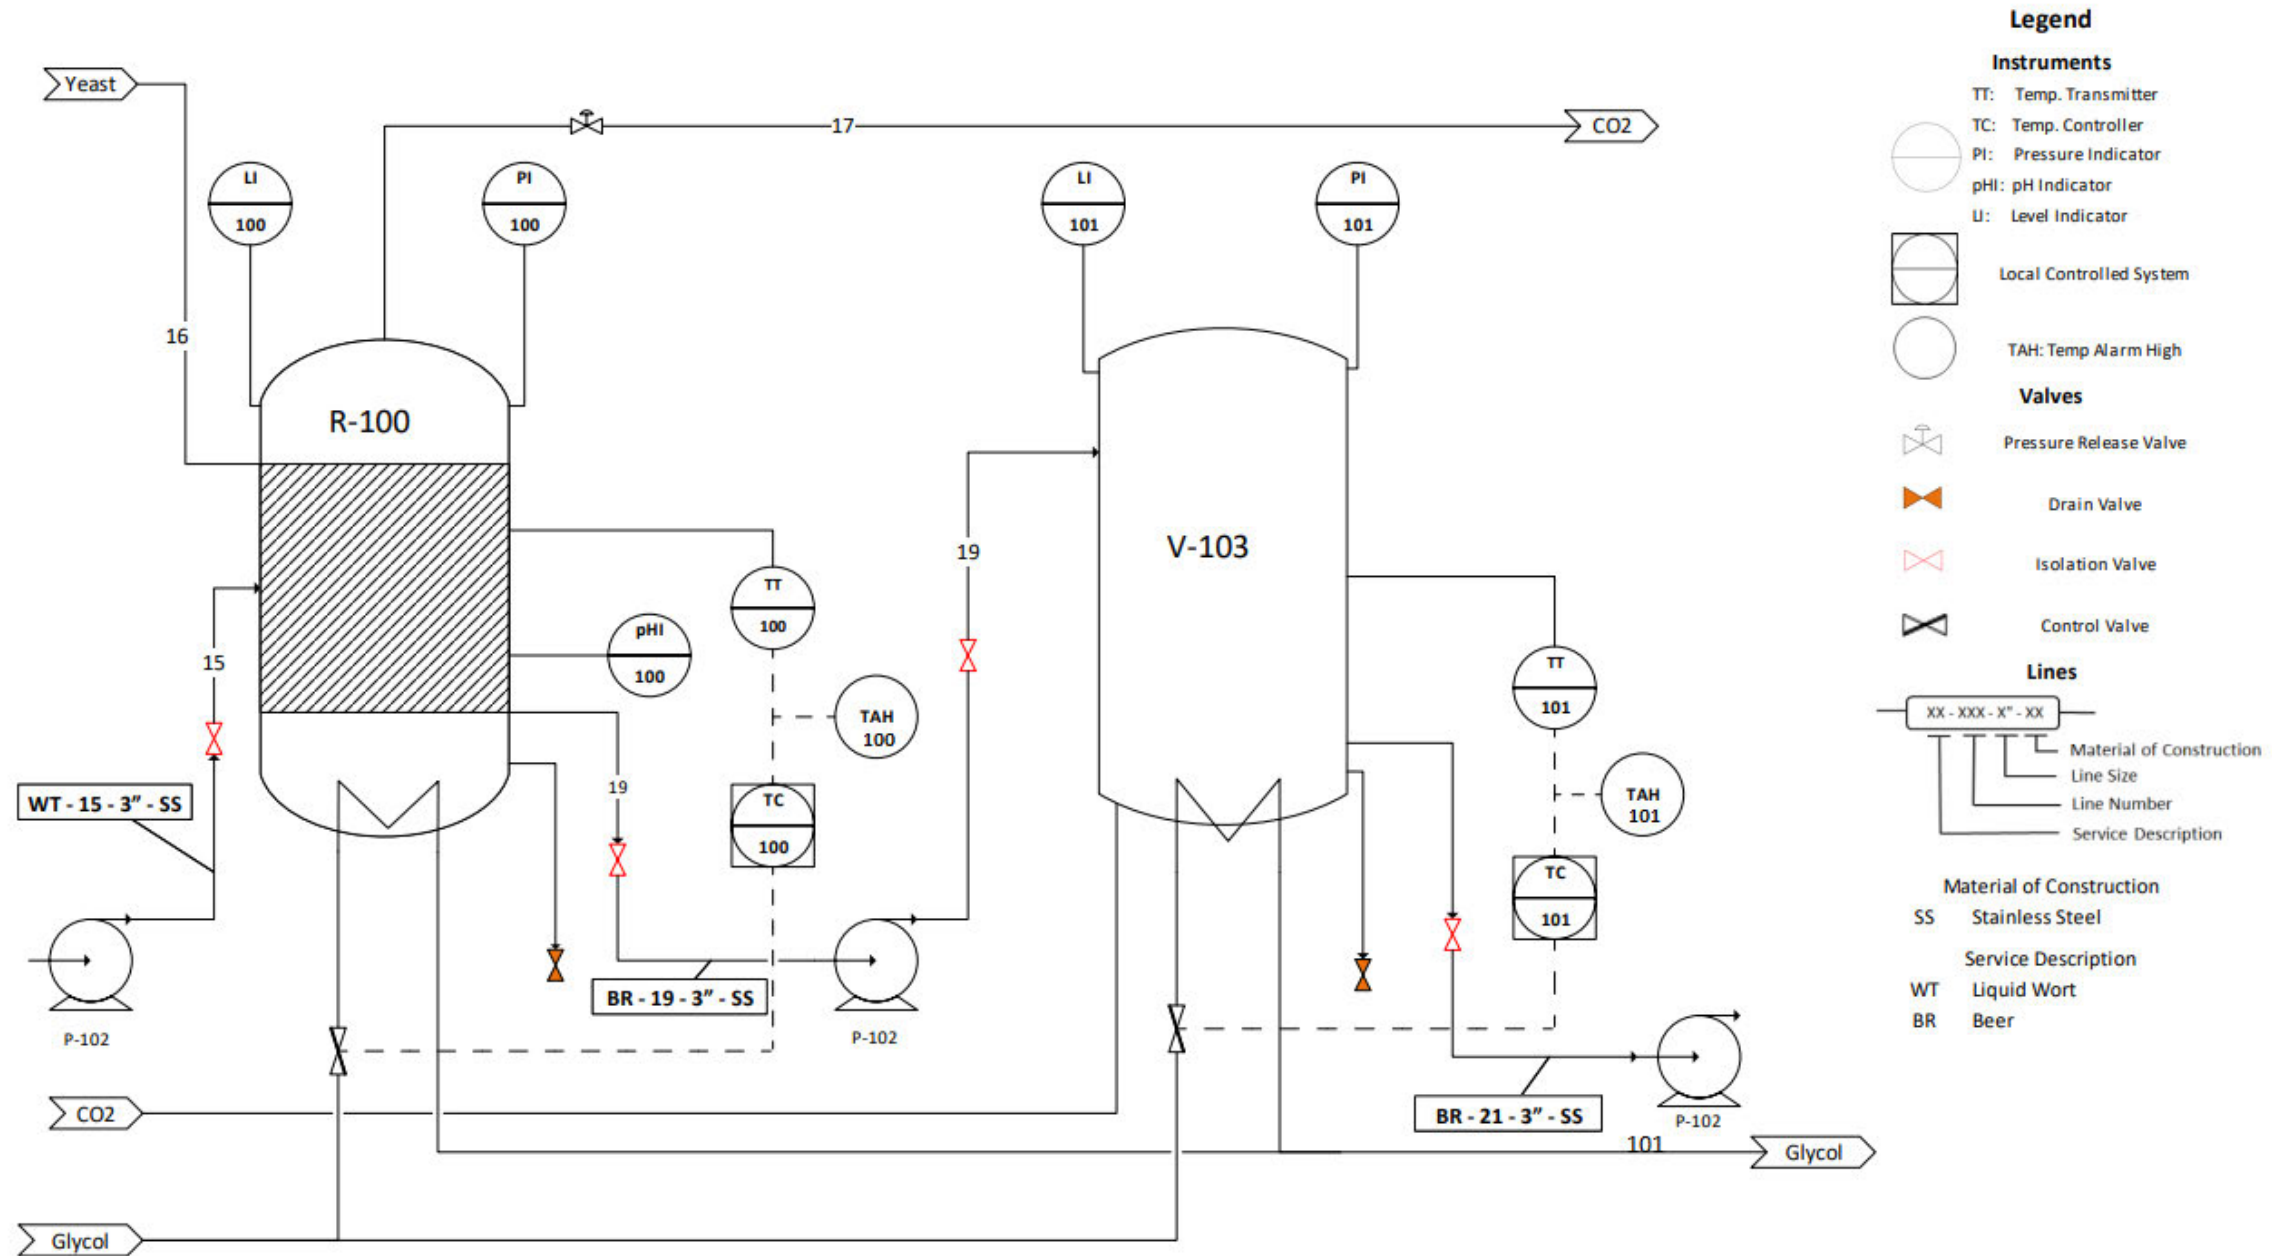 Yeast
17
CO2
LI
100
PI
100
LI
101
PI
101
16
R-100
V-103
19
TT
100
pHI
100
TT
101
15
TAH
100
19
TC
100
TAH
101
TC
101
WT - 15 - 3” - SS
BR - 19 - 3” - SS
P-102
P-102
CO2
BR - 21 - 3” - SS
P-102
101
Glycol
Glycol
Legend
Instruments
TT: Temp. Transmitter
TC: Temp. Controller
PI: Pressure Indicator
pHI: pH Indicator
LI: Level Indicator
Local Controlled System
TAH: Temp Alarm High
Valves
Pressure Release Valve
Drain Valve
Isolation Valve
Control Valve
Lines
XX - XXX - X" - XX
Material of Construction
Line Size
Line Number
Service Description
Material of Construction
SS Stainless Steel
Service Description
WT Liquid Wort
BR Beer